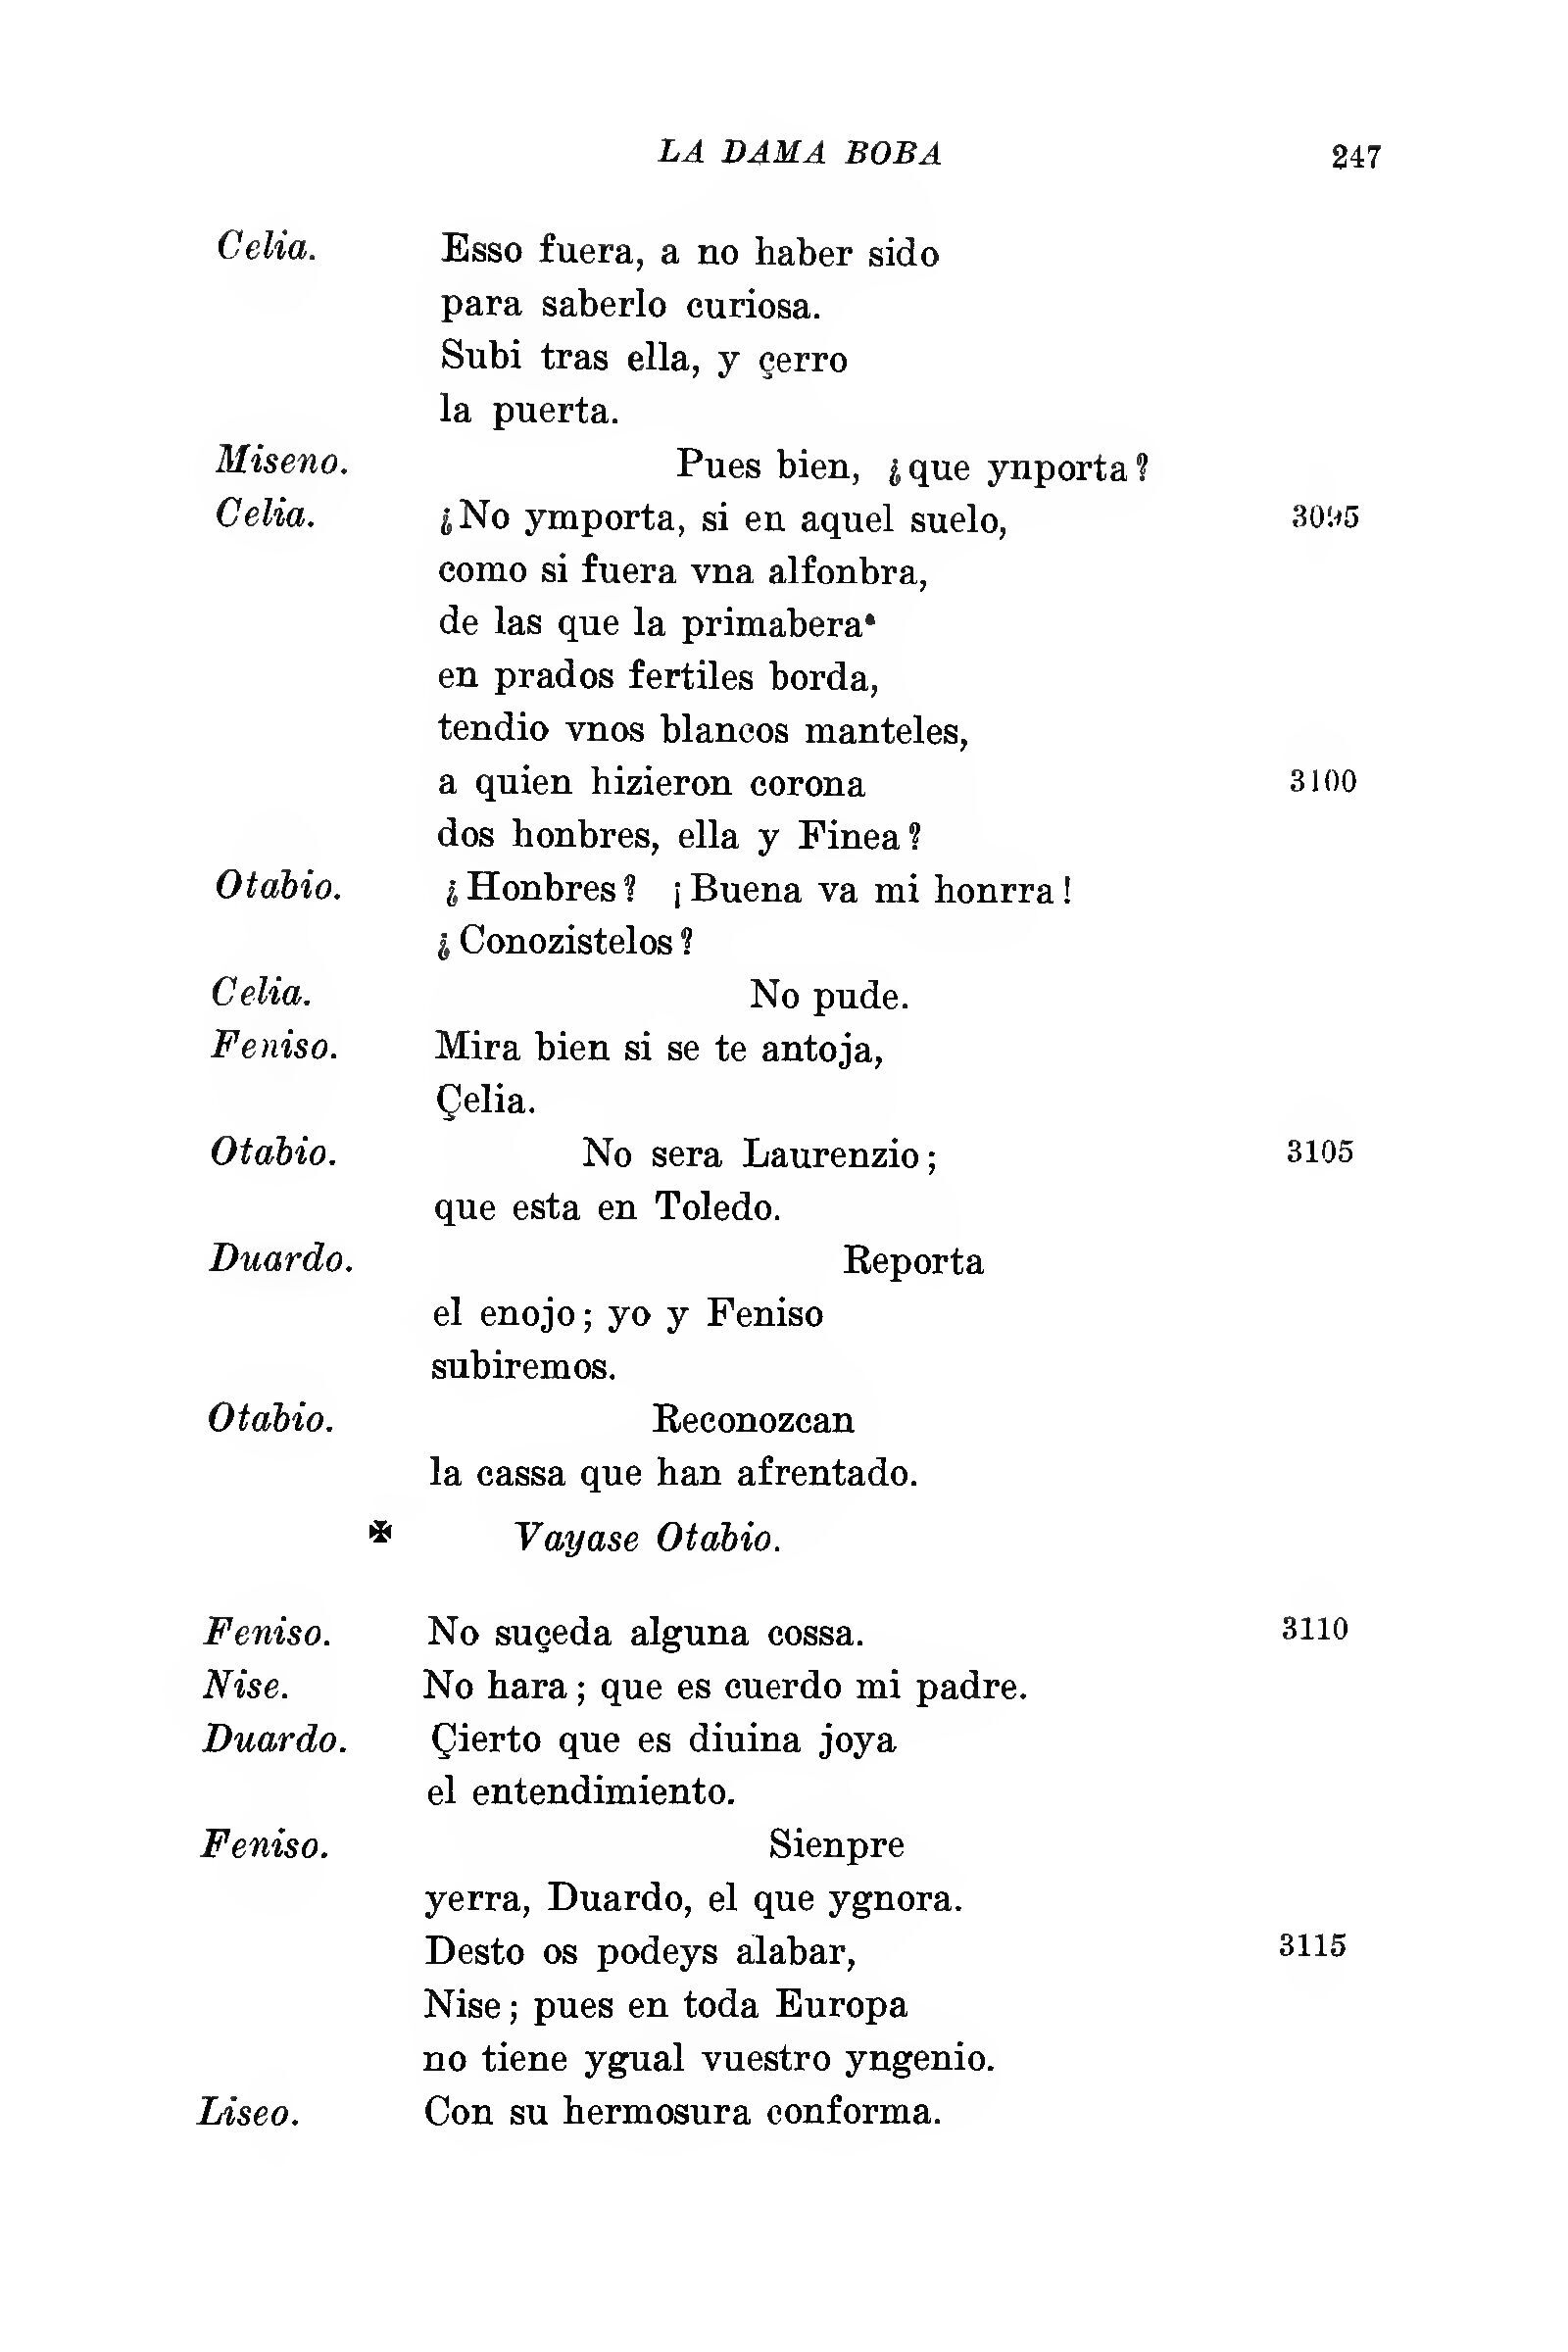 LA DAMA BOBA 247
Celia. Esso fuera, a no haber sido
para saberlo curiosa.
Subi tras ella, y çerro
la puerta.
Miseno. Pues bien, ¿que ynporta?
Celia. ¿No ymporta, si en aquel suelo, 3095
como si fuera vna alfonbra,
de las que la primabera
en prados fertiles borda,
tendio vnos blancos manteles,
a quien hizieron corona 3100
dos honbres, ella y Finea?
Otabio. ¿Honbres? ¡Buena va mi honrra!
¿Conozistelos?
Celia. No pude.
Feniso. Mira bien si se te antoja,
Çelia.
Otabio. No sera Laurenzio; 3105
que esta en Toledo.
Duardo. Reporta
el enojo; yo y Feniso
subiremos.
Otabio. Reconozcan
la cassa que han afrentado.
✠ Vayase Otabio.
Feniso. No suçeda alguna cossa. 3110
Nise. No hara; que es cuerdo mi padre.
Duardo. Çierto que es diuina joya
el entendimiento.
Feniso. Sienpre
yerra, Duardo, el que ygnora.
Desto os podeys alabar, 3115
Nise; pues en toda Europa
no tiene ygual vuestro yngenio.
Liseo. Con su hermosura conforma.